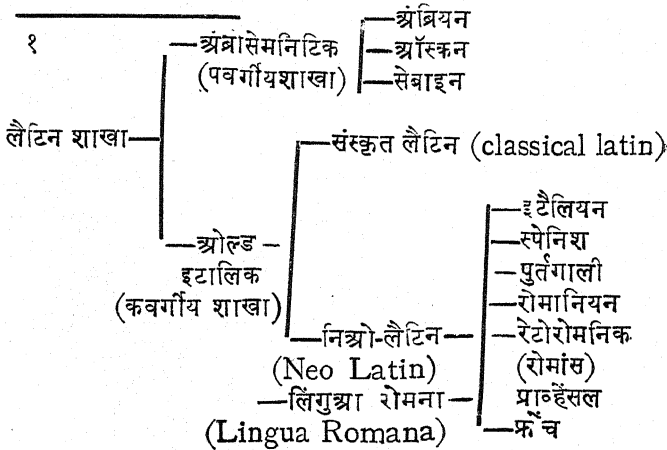 १
लैटिन शाखा
अंब्रासेमनिटिक
(पवर्गीयशाखा)
अंब्रियन
ऑस्कन
सेबाइन
ओल्ड
इटालिक
(कवर्गीय शाखा)
संस्कृत लैटिन (classical latin)
निओ-लैटिन
(Neo Latin)
लिंगुआ रोमना
(Lingua Romana)
इटैलियन
स्पेनिश
पुर्तगाली
रोमानियन
रेटोरोमनिक
(रोमांस)
प्राव्हेंसल
फ्रेंच